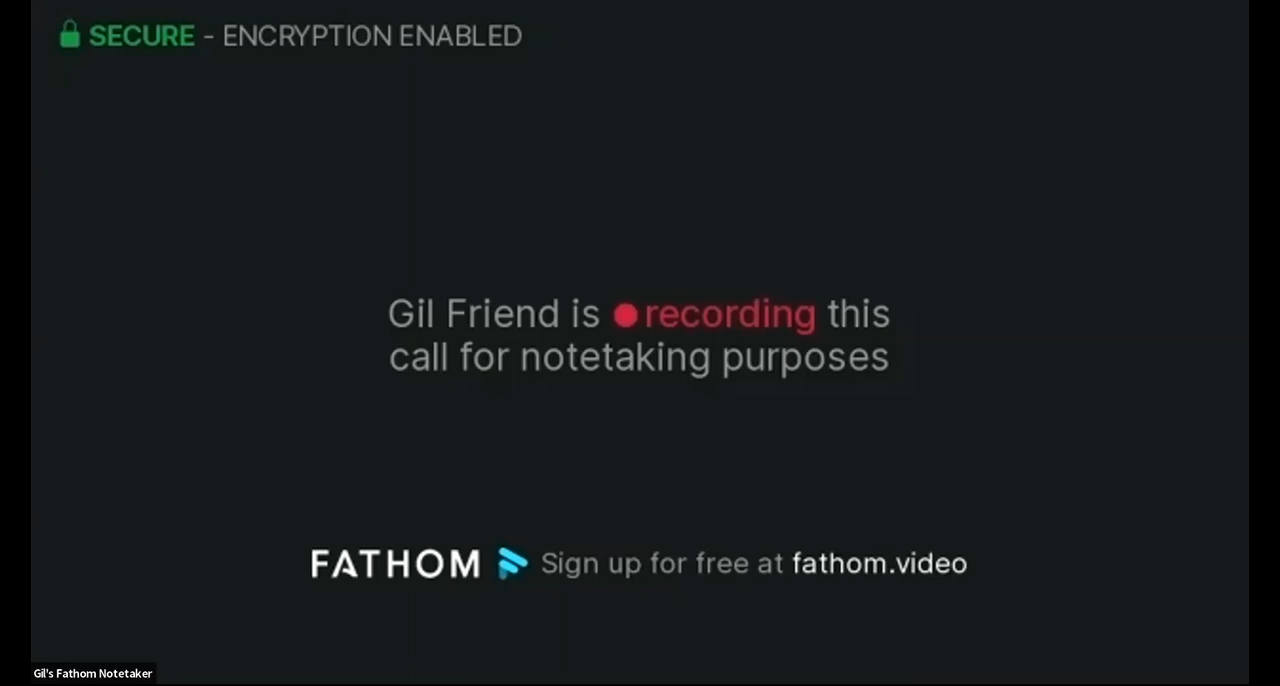 SECURE - ENCRYPTION ENABLED
Gil Friend is recording this
call for notetaking purposes
FATHOM Sign up for free at fathom.video
Gil's Fathom Notetaker